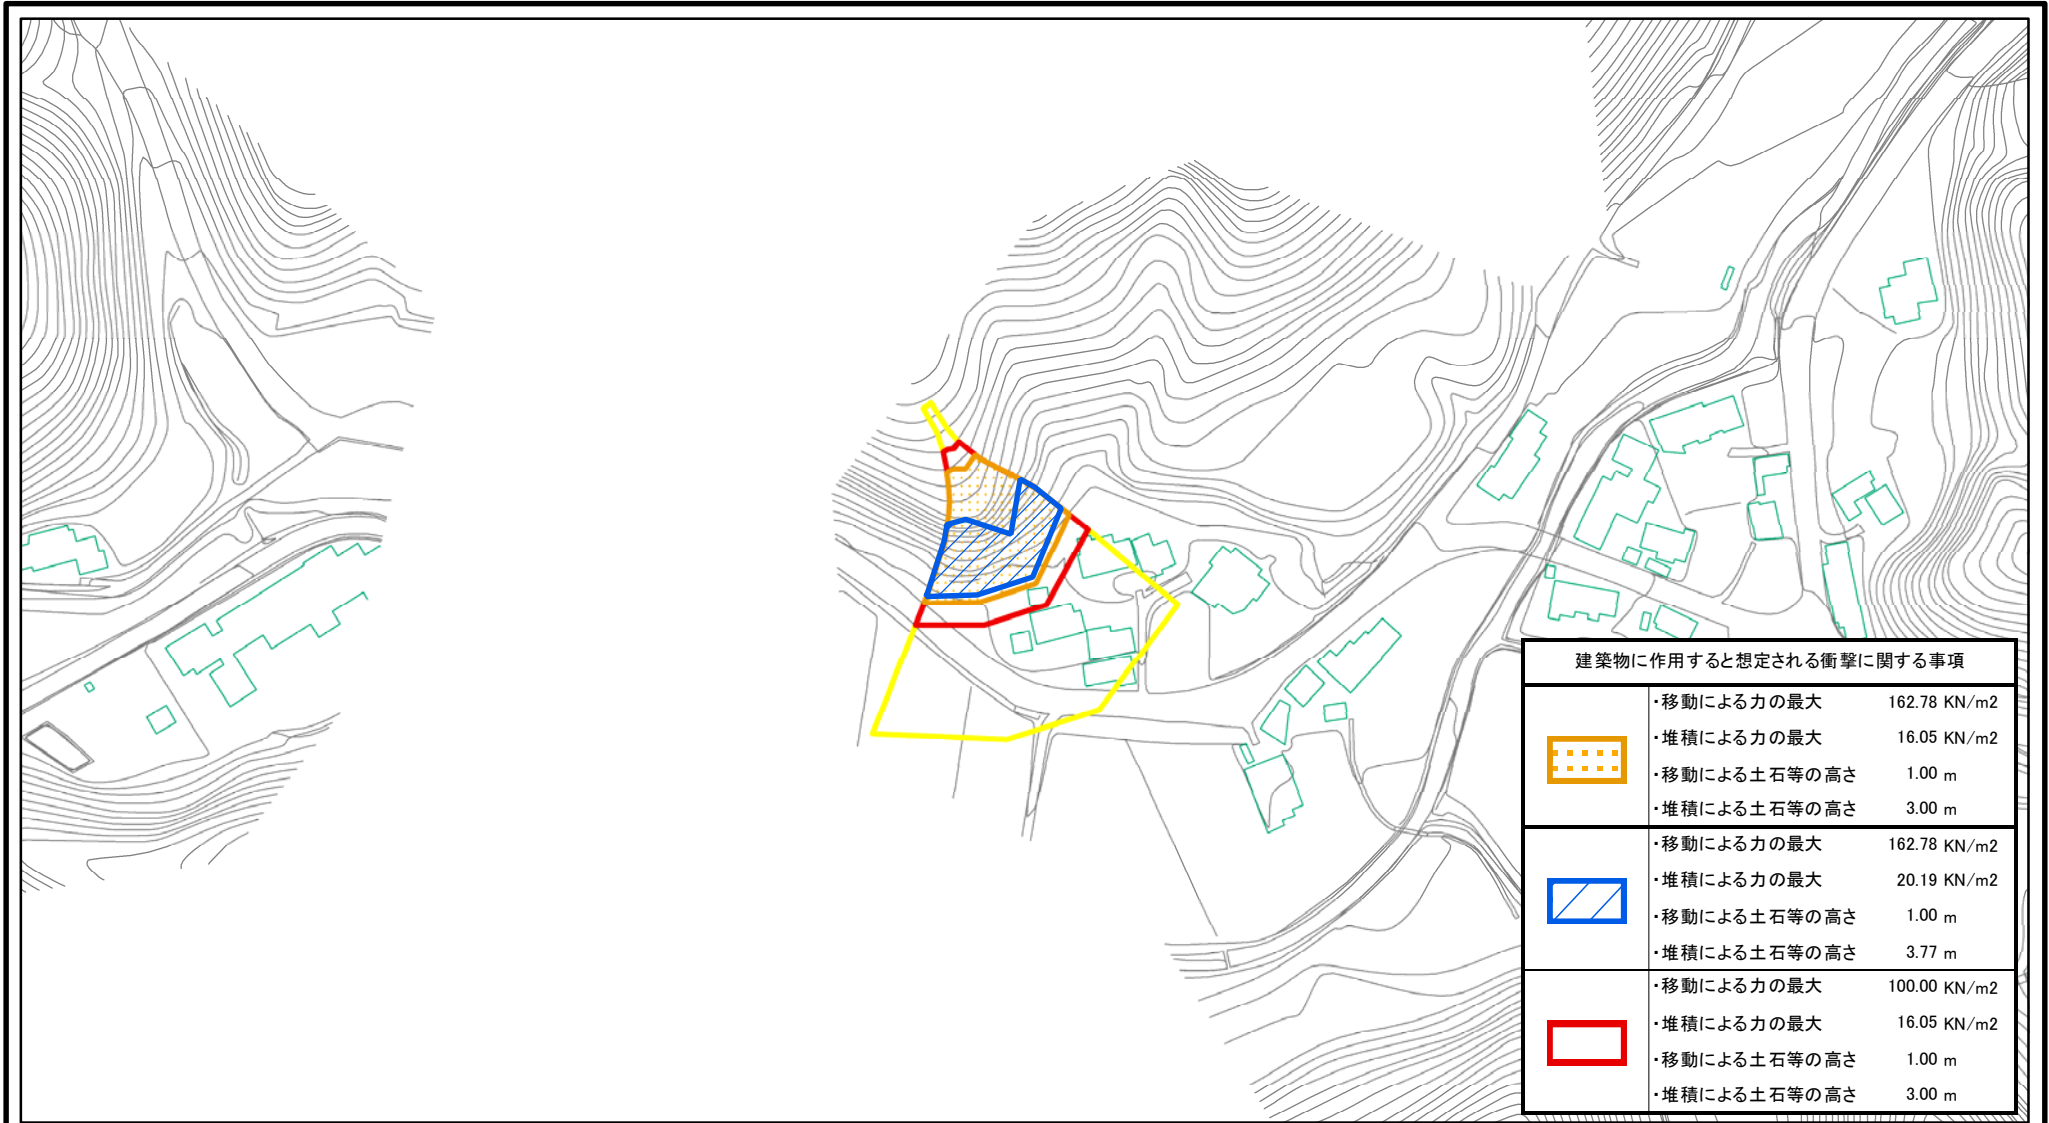 建築物に作用すると想定される衝撃に関する事項
・移動による力の最大 162.78 KN/m2
・堆積による力の最大 16.05 KN/m2
・移動による土石等の高さ 1.00 m
・堆積による土石等の高さ 3.00 m
・移動による力の最大 162.78 KN/m2
・堆積による力の最大 20.19 KN/m2
・移動による土石等の高さ 1.00 m
・堆積による土石等の高さ 3.77 m
・移動による力の最大 100.00 KN/m2
・堆積による力の最大 16.05 KN/m2
・移動による土石等の高さ 1.00 m
・堆積による土石等の高さ 3.00 m